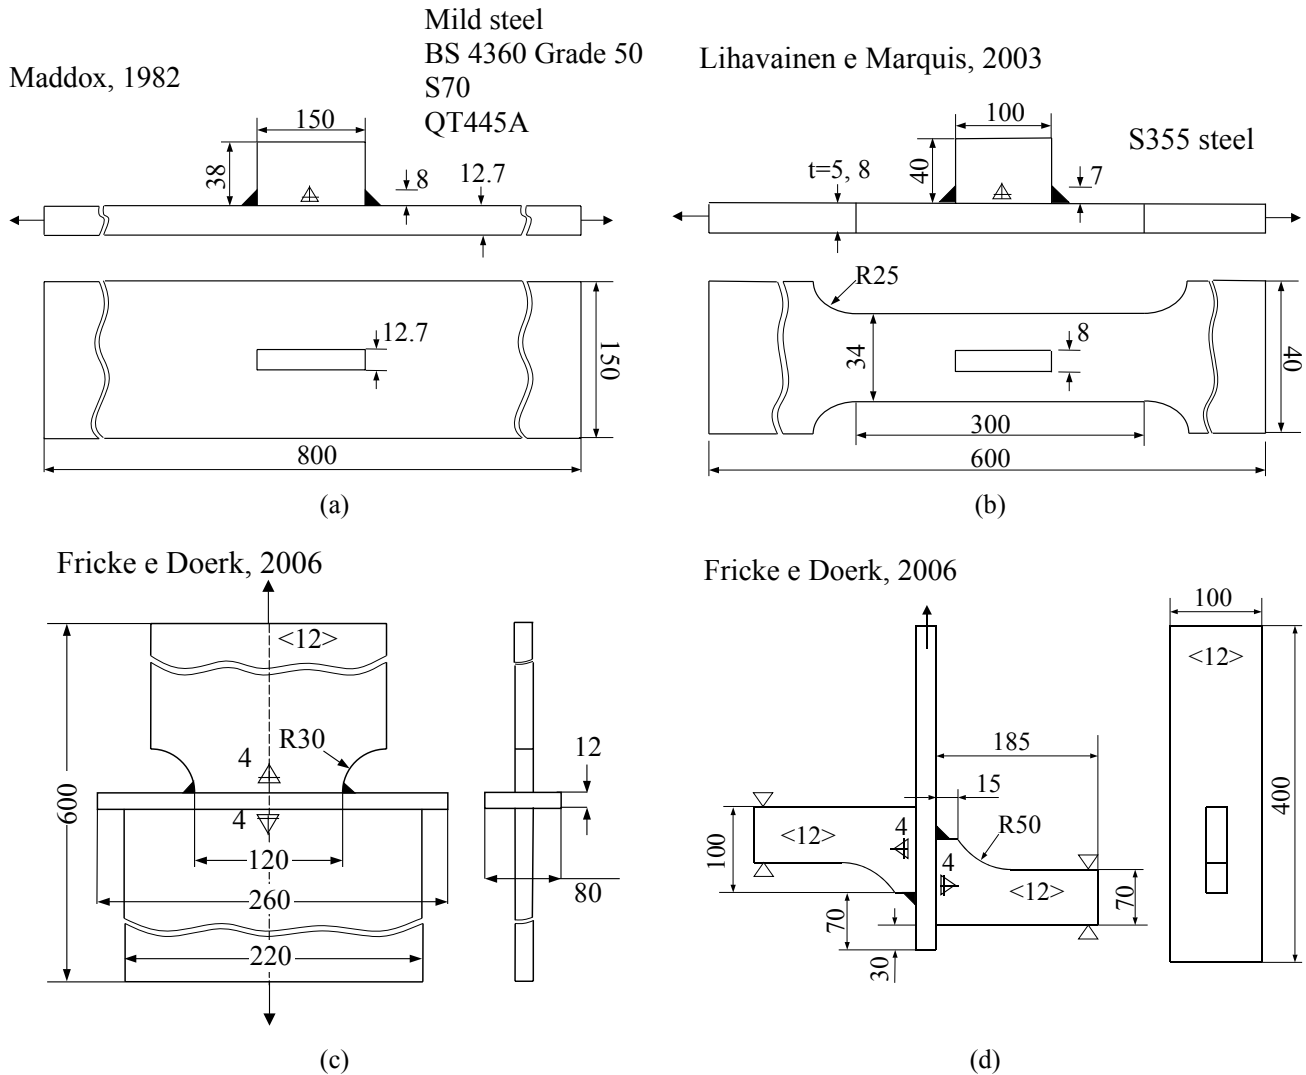 Mild steel
BS 4360 Grade 50
S70
QT445A
Maddox, 1982
150
38
8
12.7
12.7
150
800
(a)
Lihavainen e Marquis, 2003
S355 steel
100
t=5, 8
40
7
R25
34
8
40
300
600
(b)
Fricke e Doerk, 2006
<12>
R30
4
12
600
4
120
80
260
220
(c)
Fricke e Doerk, 2006
100
<12>
185
15
400
R50
4
<12>
100
4
<12>
70
70
30
(d)